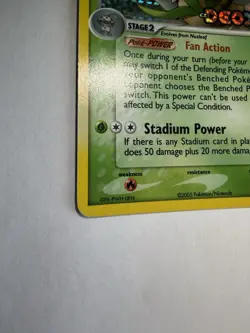 STAGE 2
Evolves from Nuzleaf
Poké-POWER Fan Action
Once during your turn (before your
may switch 1 of the Defending Pokém
your opponent's Benched Poké
opponent chooses the Benched P
switch. This power can't be used
affected by a Special Condition.
Stadium Power
If there is any Stadium card in pla
does 50 damage plus 20 more dama
weakness
resistance
©2005 Pokémon/Nintendo